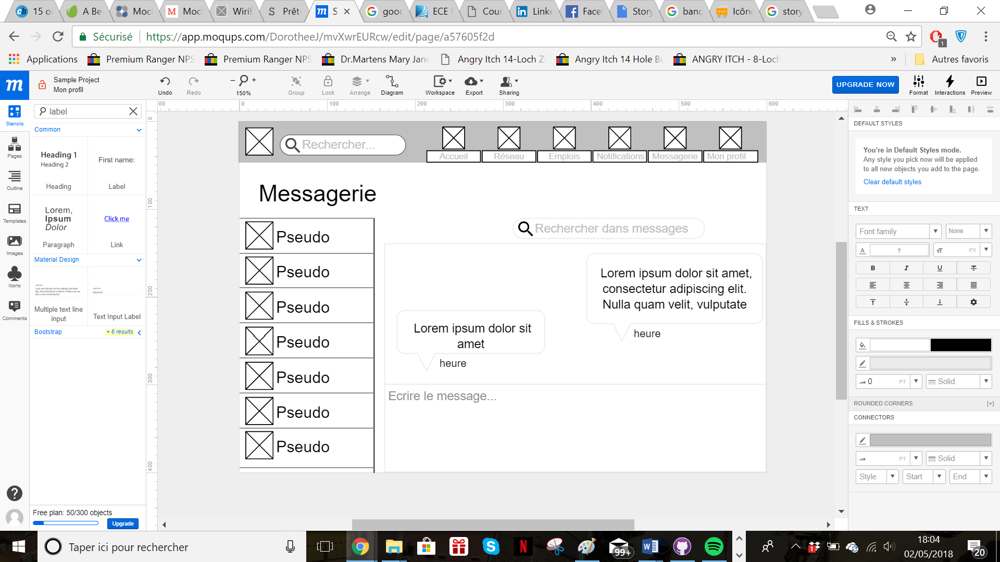 15 o
A Be
Moc
Moc
Wirif
Prêt-
S
goo
ECE
Cour
Linke
Face
Story
banc
Icône
story
Sécurisé
https://app.moqups.com/DorotheeJ/mvXwrEURcw/edit/page/a57605f2d
1
Applications
Premium Ranger NPS
Premium Ranger NPS
Dr.Martens Mary Jane
Angry Itch 14-Loch Zi
Angry Itch 14 Hole Bu
ANGRY ITCH - 8-Loch
»
Autres favoris
m
Sample Project
Mon profil
Undo
Redo
- +
150%
Group
Lock
Arrange
Diagram
Workspace
Export
Sharing
UPGRADE NOW
Format
Interactions
Preview
Stencils
Pages
Outline
Templates
Images
Icons
Comments
label
Common
Heading 1
Heading 2
Heading
First name:
Label
Lorem,
Ipsum
Dolor
Paragraph
Click me
Link
Material Design
Multiple text line
input
Text Input Label
Bootstrap
+ 6 results
Free plan: 50/300 objects
Upgrade
00 0 100 200 300 400 500 600
0
100
200
300
400
Rechercher...
Accueil
Réseau
Emplois
Notifications
Messagerie
Mon profil
Messagerie
Pseudo
Pseudo
Pseudo
Pseudo
Pseudo
Pseudo
Pseudo
Rechercher dans messages
Lorem ipsum dolor sit amet,
consectetur adipiscing elit.
Nulla quam velit, vulputate
heure
Lorem ipsum dolor sit
amet
heure
Ecrire le message...
DEFAULT STYLES
You're in Default Styles mode.
Any style you pick now will be applied
to all new objects you add to the page.
Clear default styles
TEXT
Font family
None
A ?
TT PX
B I U T
FILLS & STROKES
0 PT
Solid
ROUNDED CORNERS [+]
CONNECTORS
PT
Solid
Style
Start
End
Taper ici pour rechercher
99+
1
18:04
02/05/2018
20